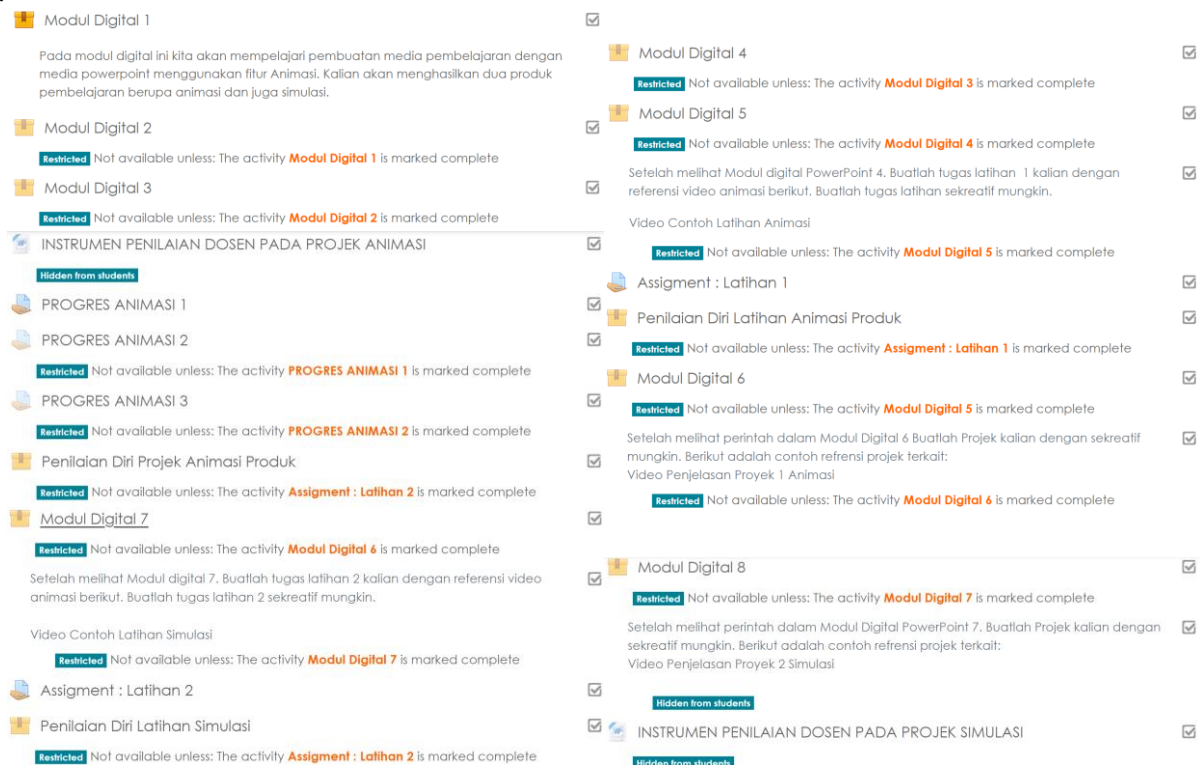 Modul Digital 1
Pada modul digital ini kita akan mempelajari pembuatan media pembelajaran dengan
media powerpoint menggunakan fitur Animasi. Kalian akan menghasilkan dua produk
pembelajaran berupa animasi dan juga simulasi.
Modul Digital 2
Restricted Not available unless: The activity Modul Digital 1 is marked complete
Modul Digital 3
Restricted Not available unless: The activity Modul Digital 2 is marked complete
INSTRUMEN PENILAIAN DOSEN PADA PROJEK ANIMASI
Hidden from students
PROGRES ANIMASI 1
PROGRES ANIMASI 2
Restricted Not available unless: The activity PROGRES ANIMASI 1 is marked complete
PROGRES ANIMASI 3
Restricted Not available unless: The activity PROGRES ANIMASI 2 is marked complete
Penilaian Diri Projek Animasi Produk
Restricted Not available unless: The activity Assigment : Latihan 2 is marked complete
Modul Digital 7
Restricted Not available unless: The activity Modul Digital 6 is marked complete
Setelah melihat Modul digital 7. Buatlah tugas latihan 2 kalian dengan referensi video
animasi berikut. Buatlah tugas latihan 2 sekreatif mungkin.
Video Contoh Latihan Simulasi
Restricted Not available unless: The activity Modul Digital 7 is marked complete
Assigment : Latihan 2
Penilaian Diri Latihan Simulasi
Restricted Not available unless: The activity Assigment : Latihan 2 is marked complete
Modul Digital 4
Restricted Not available unless: The activity Modul Digital 3 is marked complete
Modul Digital 5
Restricted Not available unless: The activity Modul Digital 4 is marked complete
Setelah melihat Modul digital PowerPoint 4. Buatlah tugas latihan 1 kalian dengan
referensi video animasi berikut. Buatlah tugas latihan sekreatif mungkin.
Video Contoh Latihan Animasi
Restricted Not available unless: The activity Modul Digital 5 is marked complete
Assigment : Latihan 1
Penilaian Diri Latihan Animasi Produk
Restricted Not available unless: The activity Assigment : Latihan 1 is marked complete
Modul Digital 6
Restricted Not available unless: The activity Modul Digital 5 is marked complete
Setelah melihat perintah dalam Modul Digital 6 Buatlah Projek kalian dengan sekreatif
mungkin. Berikut adalah contoh refrensi projek terkait:
Video Penjelasan Proyek 1 Animasi
Restricted Not available unless: The activity Modul Digital 6 is marked complete
Modul Digital 8
Restricted Not available unless: The activity Modul Digital 7 is marked complete
Setelah melihat perintah dalam Modul Digital PowerPoint 7. Buatlah Projek kalian dengan
sekreatif mungkin. Berikut adalah contoh refrensi projek terkait:
Video Penjelasan Proyek 2 Simulasi
Hidden from students
INSTRUMEN PENILAIAN DOSEN PADA PROJEK SIMULASI
Hidden from students